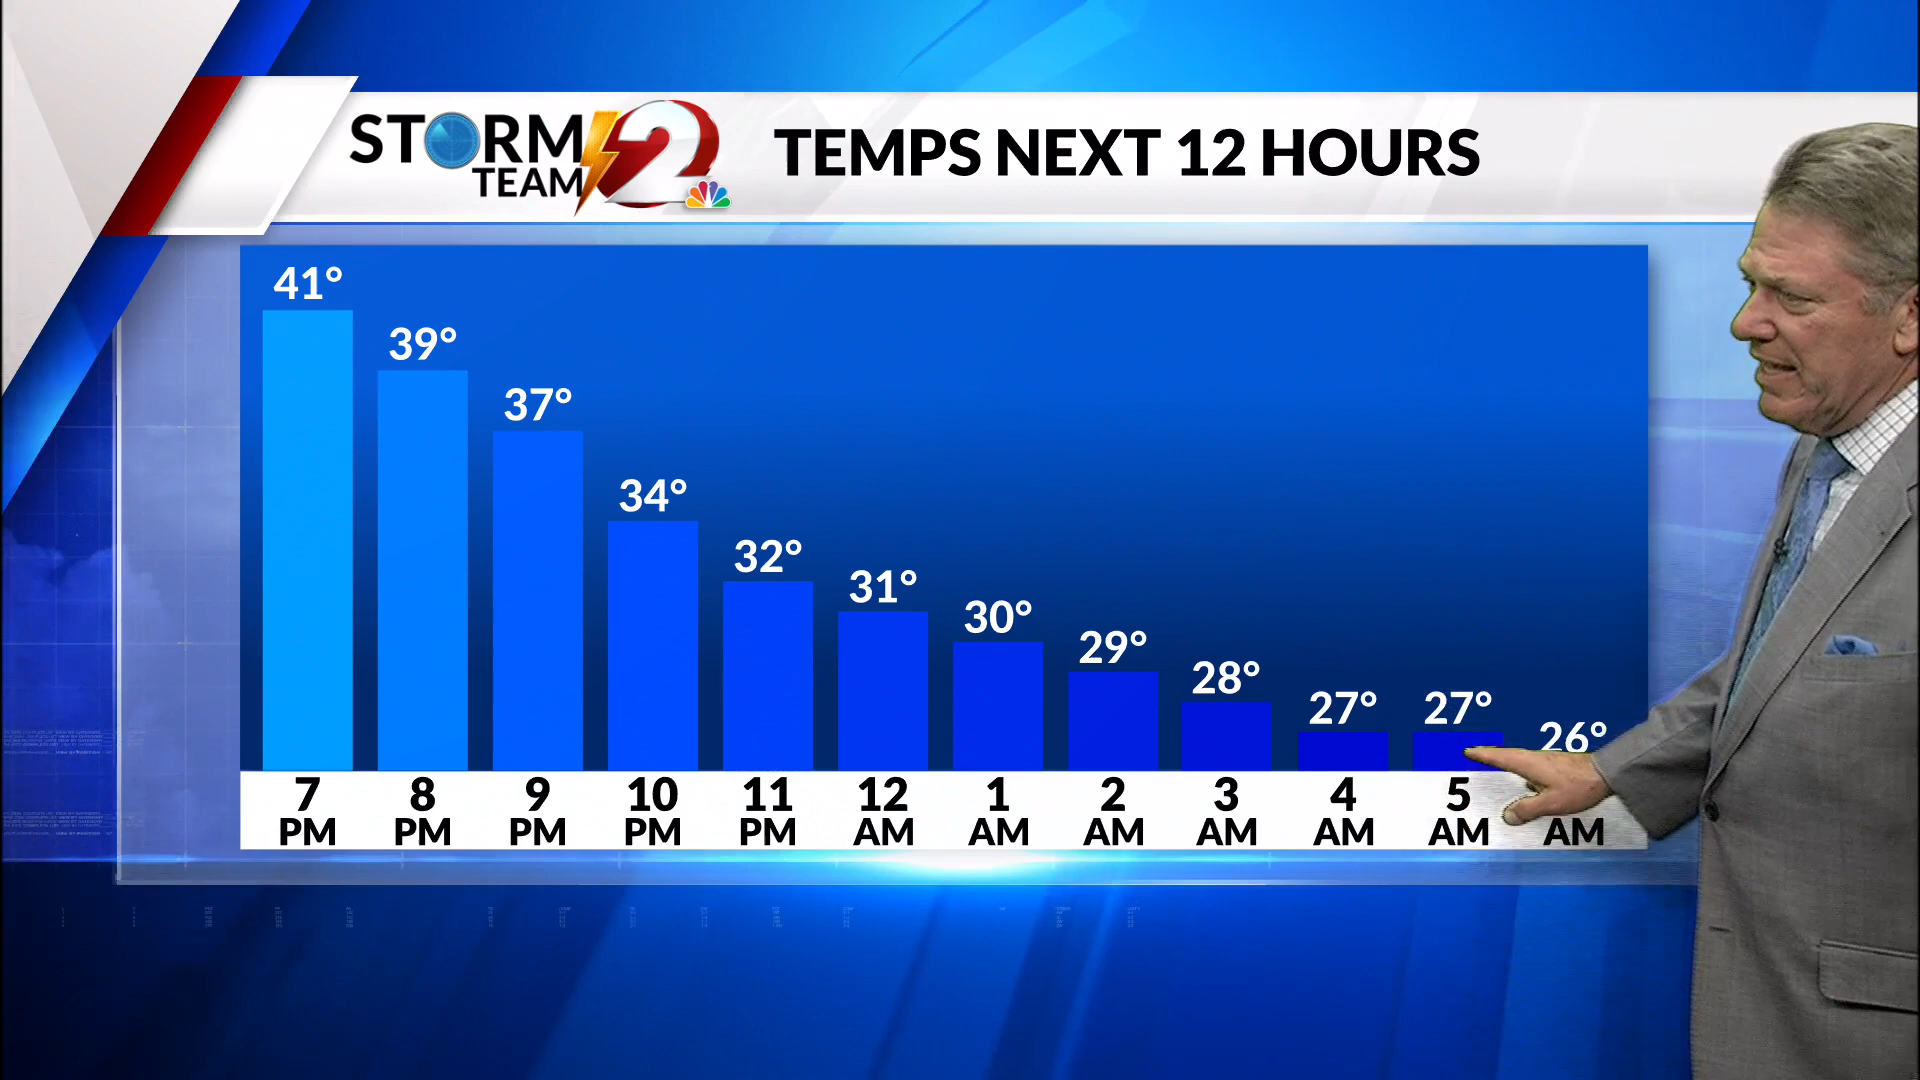 STORM
TEAM
2
TEMPS NEXT 12 HOURS
41°
39°
37°
34°
32°
31°
30°
29°
28°
27°
27°
26°
7 PM
8 PM
9 PM
10 PM
11 PM
12 AM
1 AM
2 AM
3 AM
4 AM
5 AM
AM